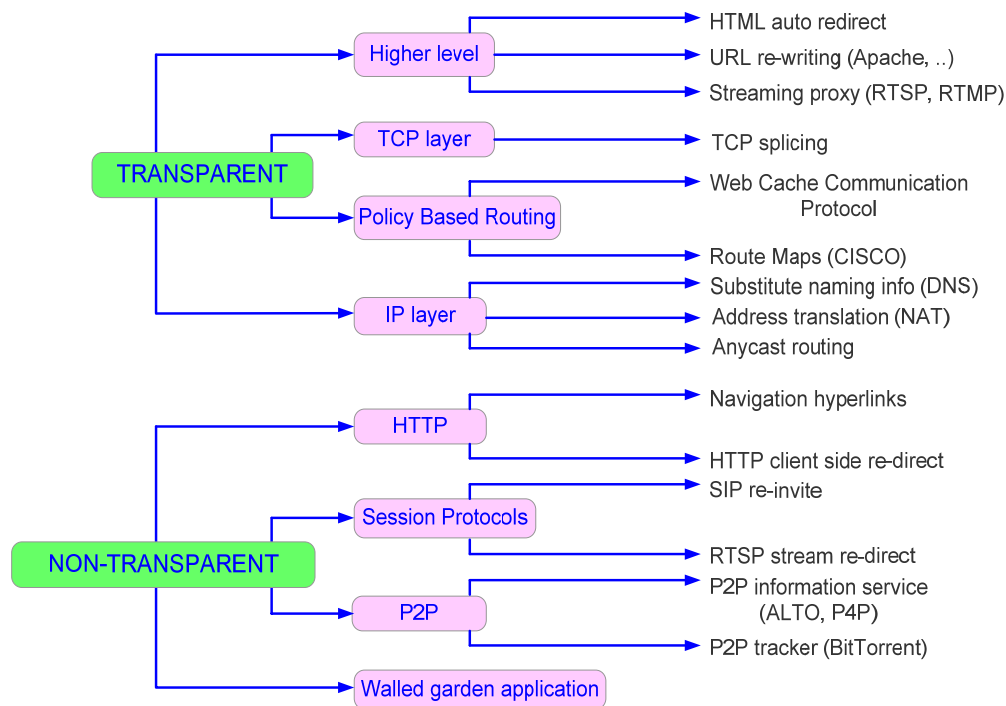 TRANSPARENT
Higher level
HTML auto redirect
URL re-writing (Apache, ..)
Streaming proxy (RTSP, RTMP)
TCP layer
TCP splicing
Policy Based Routing
Web Cache Communication
Protocol
Route Maps (CISCO)
IP layer
Substitute naming info (DNS)
Address translation (NAT)
Anycast routing
NON-TRANSPARENT
HTTP
Navigation hyperlinks
HTTP client side re-direct
Session Protocols
SIP re-invite
RTSP stream re-direct
P2P
P2P information service
(ALTO, P4P)
P2P tracker (BitTorrent)
Walled garden application